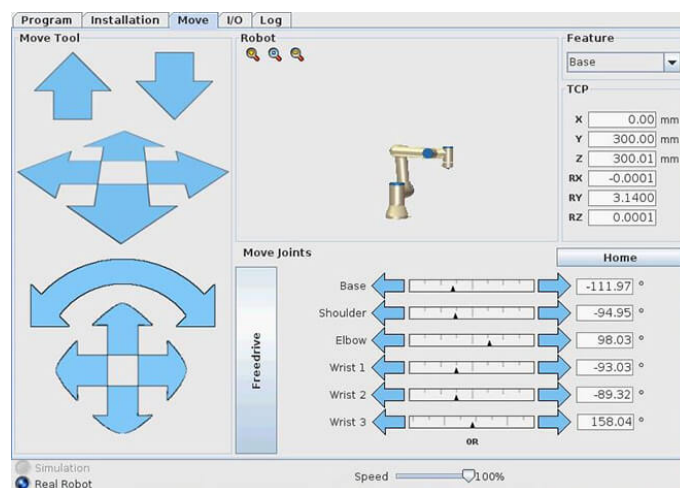 Program Installation Move I/O Log
Move Tool
Robot
Feature
Base
TCP
X 0.00 mm
Y 300.00 mm
Z 300.01 mm
RX -0.0001
RY 3.1400
RZ 0.0001
Move Joints
Home
Freedrive
Base -111.97 °
Shoulder -94.95 °
Elbow 98.03 °
Wrist 1 -93.03 °
Wrist 2 -89.32 °
Wrist 3 158.04 °
OR
Simulation
Real Robot
Speed 100%